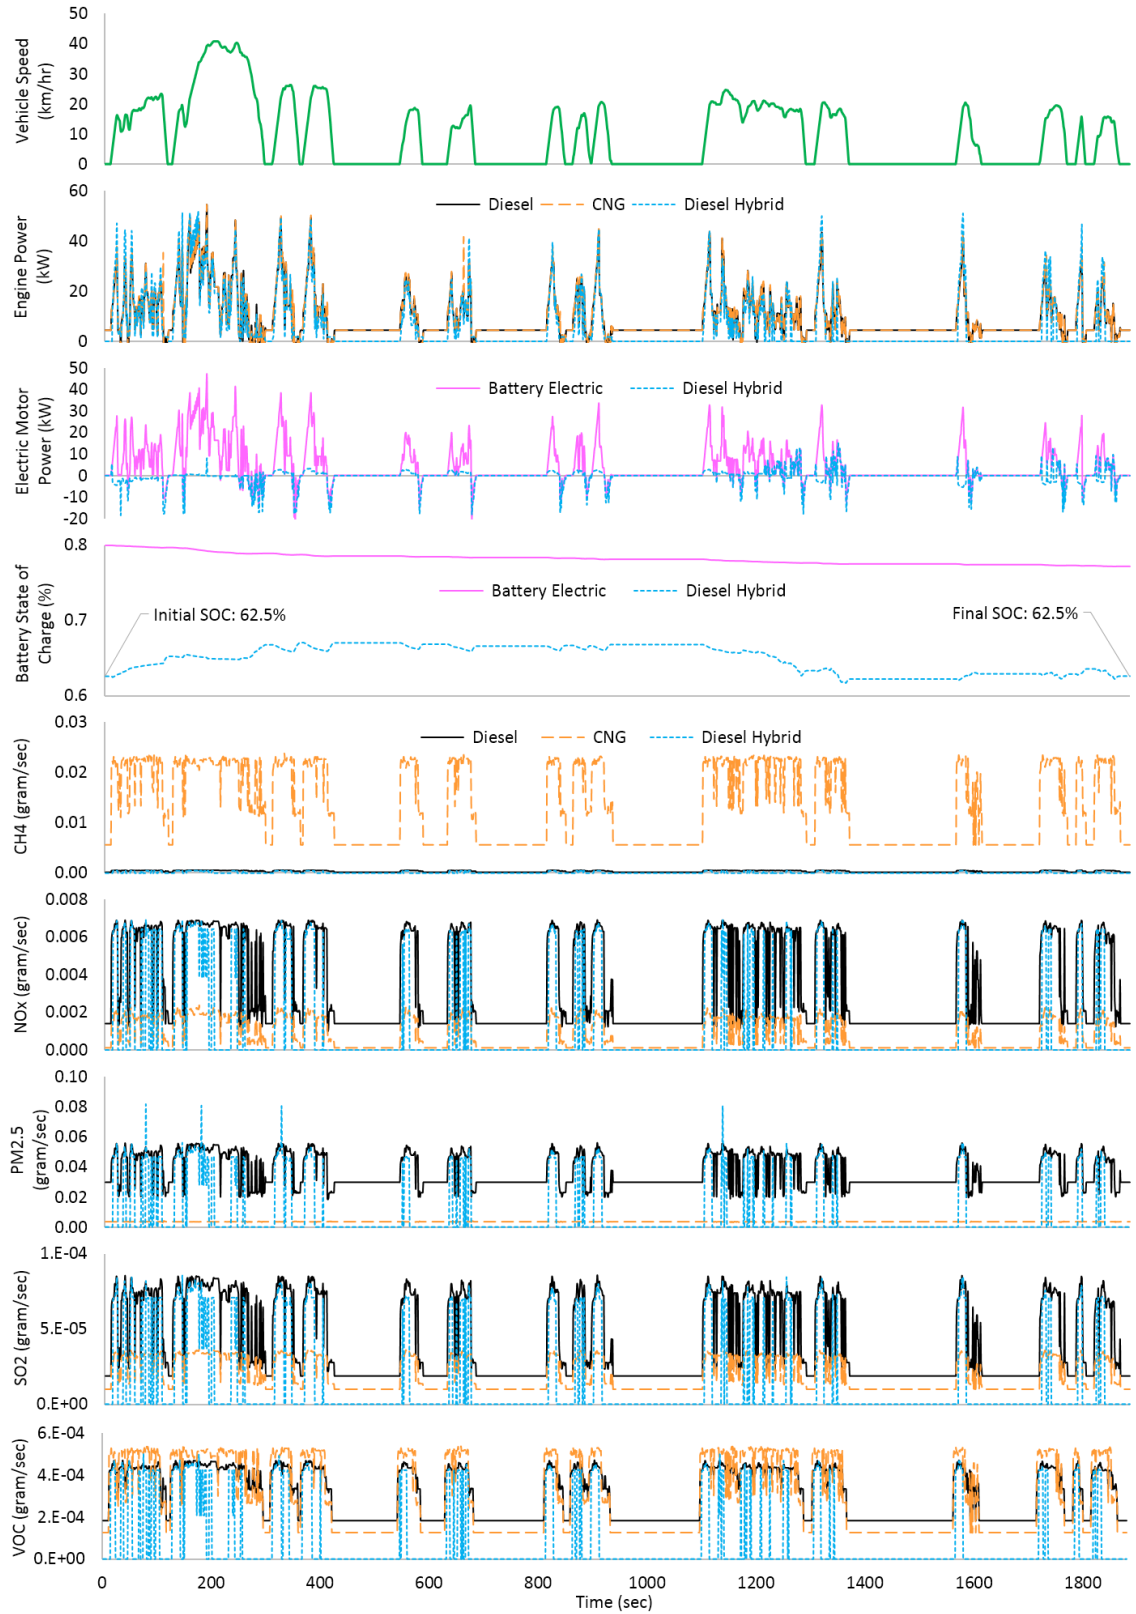 50
40
30
20
10
0
Vehicle Speed
(km/hr)
60
40
20
0
Engine Power
(kW)
Diesel CNG Diesel Hybrid
50
40
30
20
10
0
-10
-20
Electric Motor
Power (kW)
Battery Electric Diesel Hybrid
0.8
0.7
0.6
Battery State of
Charge (%)
Battery Electric Diesel Hybrid
Initial SOC: 62.5%
Final SOC: 62.5%
0.03
0.02
0.01
0.00
CH4 (gram/sec)
Diesel CNG Diesel Hybrid
0.008
0.006
0.004
0.002
0.000
NOx (gram/sec)
0.10
0.08
0.06
0.04
0.02
0.00
PM2.5
(gram/sec)
1.E-04
5.E-05
0.E+00
SO2 (gram/sec)
6.E-04
4.E-04
2.E-04
0.E+00
VOC (gram/sec)
0 200 400 600 800 1000 1200 1400 1600 1800
Time (sec)